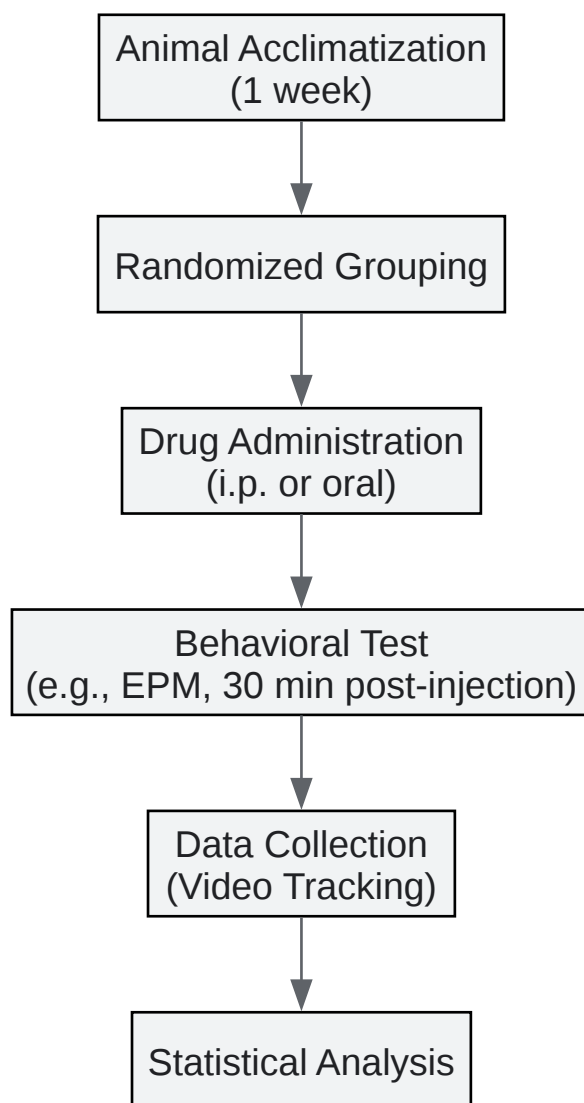 Animal Acclimatization
(1 week)
Randomized Grouping
Drug Administration
(i.p. or oral)
Behavioral Test
(e.g., EPM, 30 min post-injection)
Data Collection
(Video Tracking)
Statistical Analysis